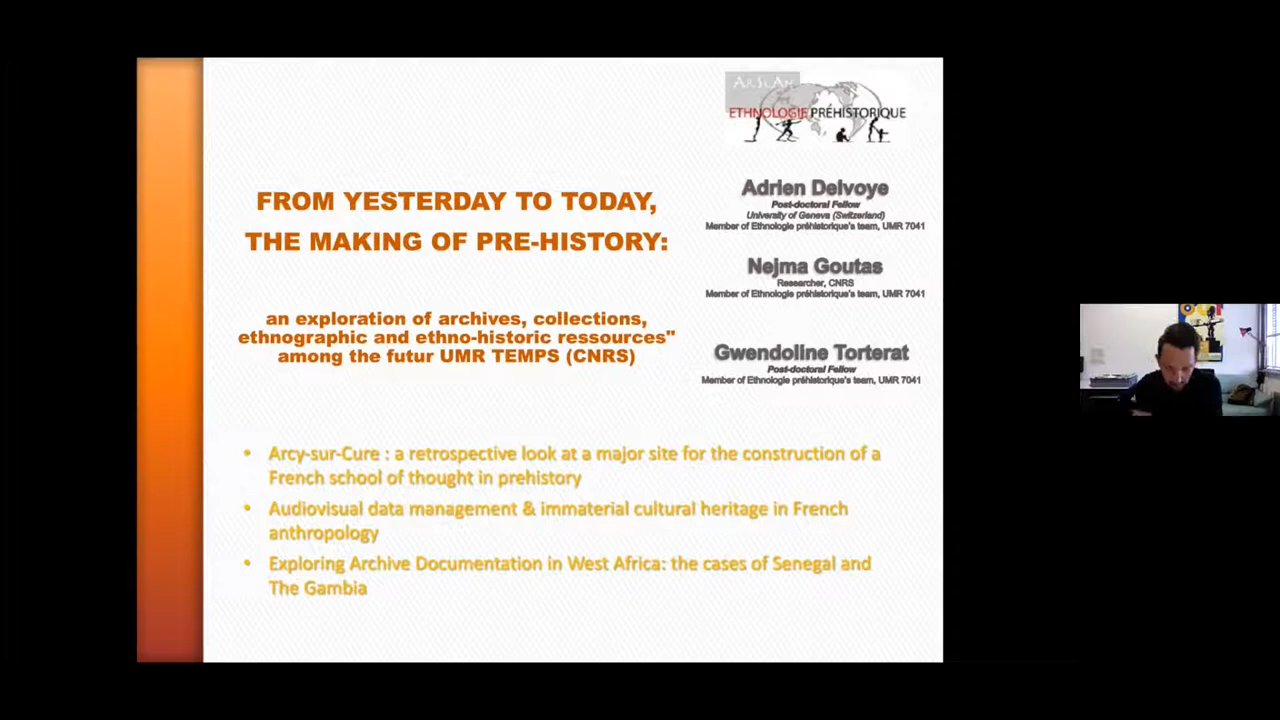 ARSCAN
ETHNOLOGIE PRÉHISTORIQUE
FROM YESTERDAY TO TODAY,
THE MAKING OF PRE-HISTORY:
an exploration of archives, collections,
ethnographic and ethno-historic ressources"
among the futur UMR TEMPS (CNRS)
Adrien Delvoye
Post-doctoral Fellow
University of Geneva (Switzerland)
Member of Ethnologie préhistorique's team, UMR 7041
Nejma Goutas
Researcher, CNRS
Member of Ethnologie préhistorique's team, UMR 7041
Gwendoline Torterat
Post-doctoral Fellow
Member of Ethnologie préhistorique's team, UMR 7041
• Arcy-sur-Cure : a retrospective look at a major site for the construction of a
French school of thought in prehistory
• Audiovisual data management & immaterial cultural heritage in French
anthropology
• Exploring Archive Documentation in West Africa: the cases of Senegal and
The Gambia